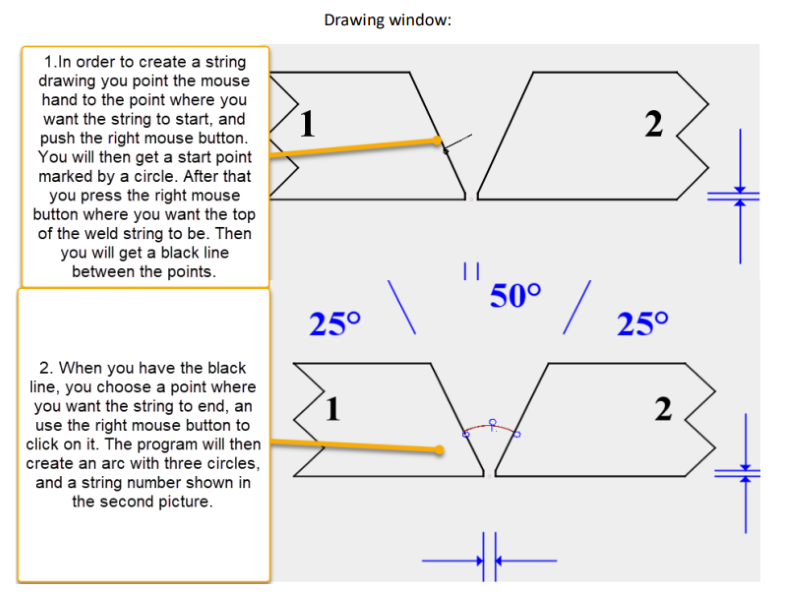 Drawing window:
1.In order to create a string
drawing you point the mouse
hand to the point where you
want the string to start, and
push the right mouse button.
You will then get a start point
marked by a circle. After that
you press the right mouse
button where you want the top
of the weld string to be. Then
you will get a black line
between the points.
1
2
50°
25°
25°
2. When you have the black
line, you choose a point where
you want the string to end, an
use the right mouse button to
click on it. The program will then
create an arc with three circles,
and a string number shown in
the second picture.
1
2